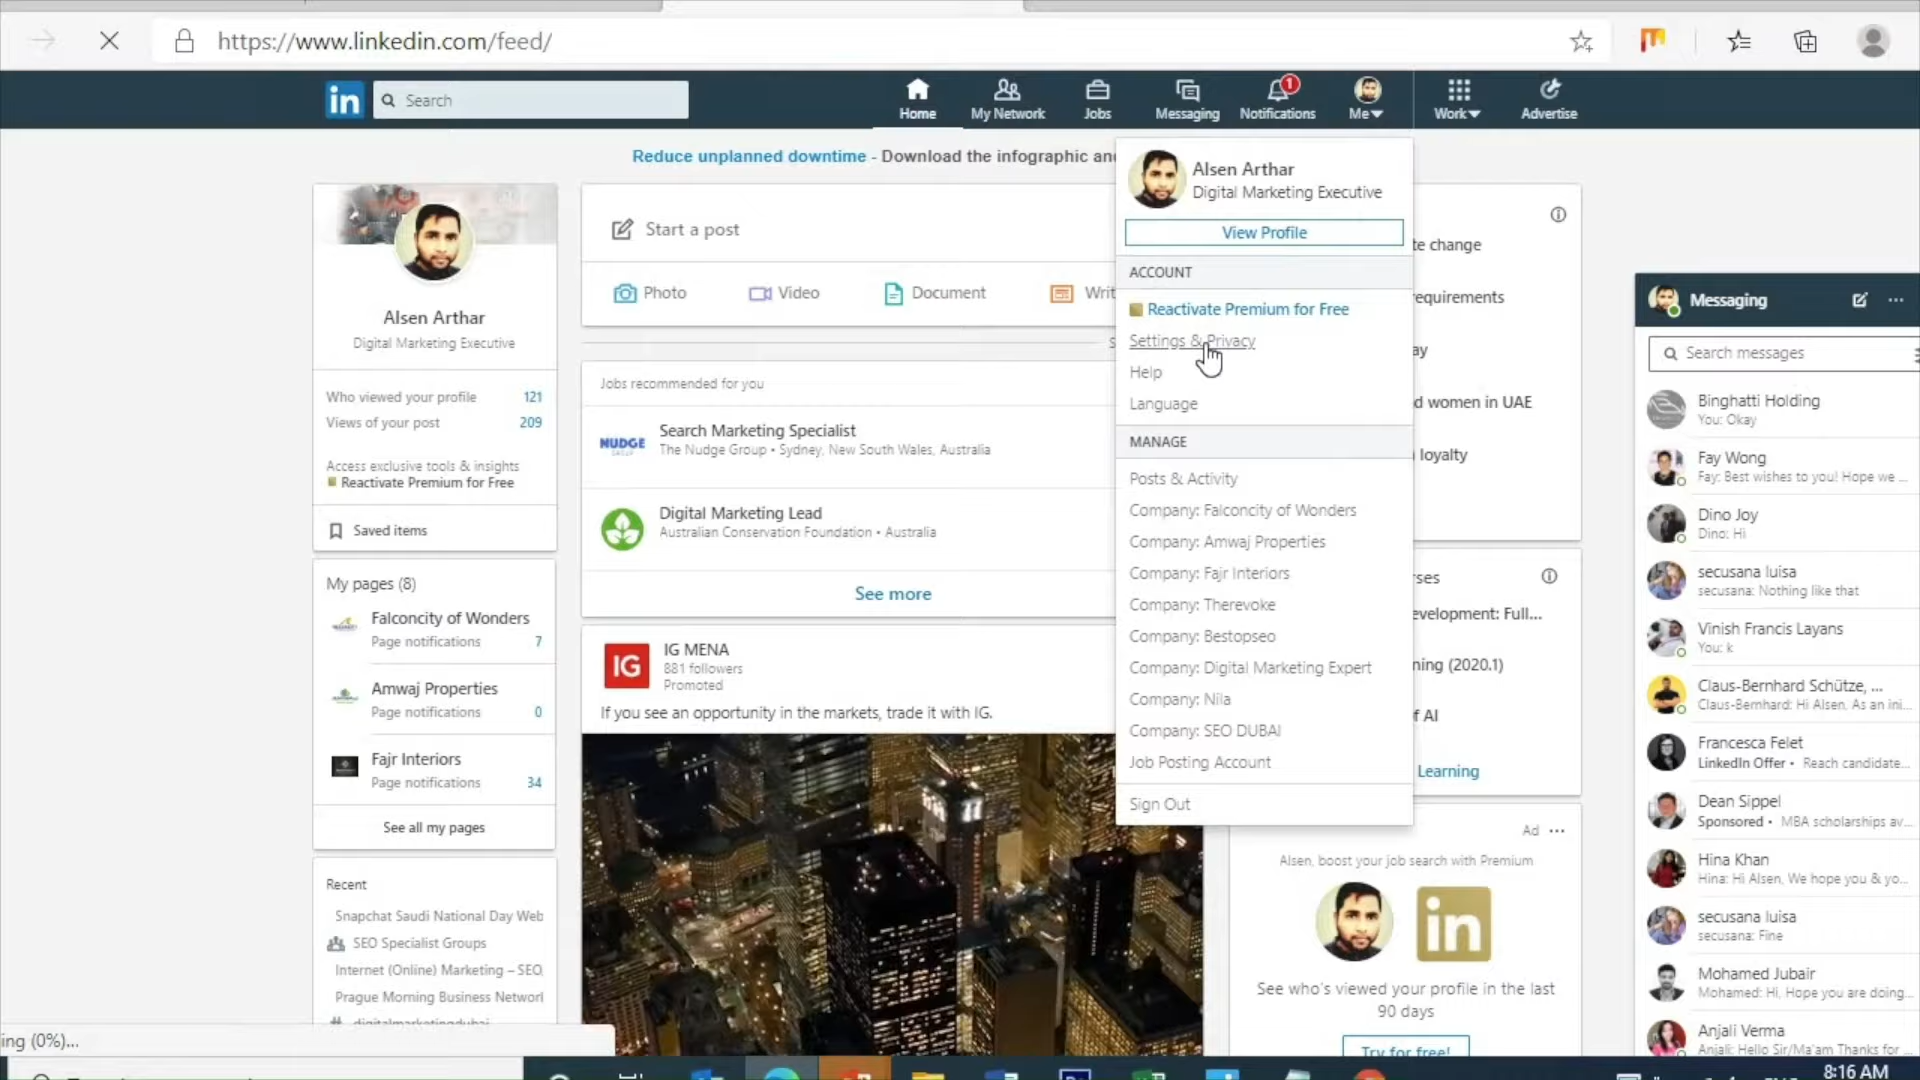 https://www.linkedin.com/feed/
in
Search
Home
My Network
Jobs
Messaging
1
Notifications
Me
Work
Advertise
Reduce unplanned downtime - Download the infographic an
Alsen Arthar
Digital Marketing Executive
Who viewed your profile 121
Views of your post 209
Access exclusive tools & insights
Reactivate Premium for Free
Saved items
My pages (8)
Falconcity of Wonders
Page notifications 7
Amwaj Properties
Page notifications 0
Fajr Interiors
Page notifications 34
See all my pages
Recent
Snapchat Saudi National Day Web
SEO Specialist Groups
Internet (Online) Marketing – SEO,
Prague Morning Business Network
# digitalmarketingdubai
ing (0%)...
Start a post
Photo
Video
Document
Writ
S
Jobs recommended for you
NUDGE
GROUP
Search Marketing Specialist
The Nudge Group • Sydney, New South Wales, Australia
Digital Marketing Lead
Australian Conservation Foundation • Australia
See more
IG
IG MENA
881 followers
Promoted
If you see an opportunity in the markets, trade it with IG.
Alsen Arthar
Digital Marketing Executive
View Profile
ACCOUNT
Reactivate Premium for Free
Settings & Privacy
Help
Language
MANAGE
Posts & Activity
Company: Falconcity of Wonders
Company: Amwaj Properties
Company: Fajr Interiors
Company: Therevoke
Company: Bestopseo
Company: Digital Marketing Expert
Company: Nila
Company: SEO DUBAI
Job Posting Account
Sign Out
te change
equirements
ay
d women in UAE
loyalty
rses
evelopment: Full...
ning (2020.1)
f AI
Learning
Ad
Alsen, boost your job search with Premium
in
See who's viewed your profile in the last
90 days
Try for free!
Messaging
Search messages
Binghatti Holding
You: Okay
Fay Wong
Fay: Best wishes to you! Hope we ...
Dino Joy
Dino: Hi
secusana luisa
secusana: Nothing like that
Vinish Francis Layans
You: k
Claus-Bernhard Schütze, ...
Claus-Bernhard: Hi Alsen, As an ini...
Francesca Felet
LinkedIn Offer • Reach candidate...
Dean Sippel
Sponsored • MBA scholarships av...
Hina Khan
Hina: Hi Alsen, We hope you & yo...
secusana luisa
secusana: Fine
Mohamed Jubair
Mohamed: Hi, Hope you are doing...
Anjali Verma
Anjali: Hello Sir/Ma'am Thanks for ...
8:16 AM